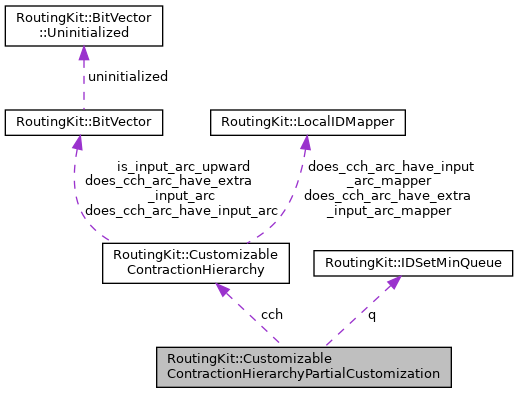 RoutingKit::BitVector
::Uninitialized
uninitialized
RoutingKit::BitVector
RoutingKit::LocalIDMapper
is_input_arc_upward
does_cch_arc_have_extra
_input_arc
does_cch_arc_have_input_arc
does_cch_arc_have_input
_arc_mapper
does_cch_arc_have_extra
_input_arc_mapper
RoutingKit::Customizable
ContractionHierarchy
RoutingKit::IDSetMinQueue
cch
q
RoutingKit::Customizable
ContractionHierarchyPartialCustomization